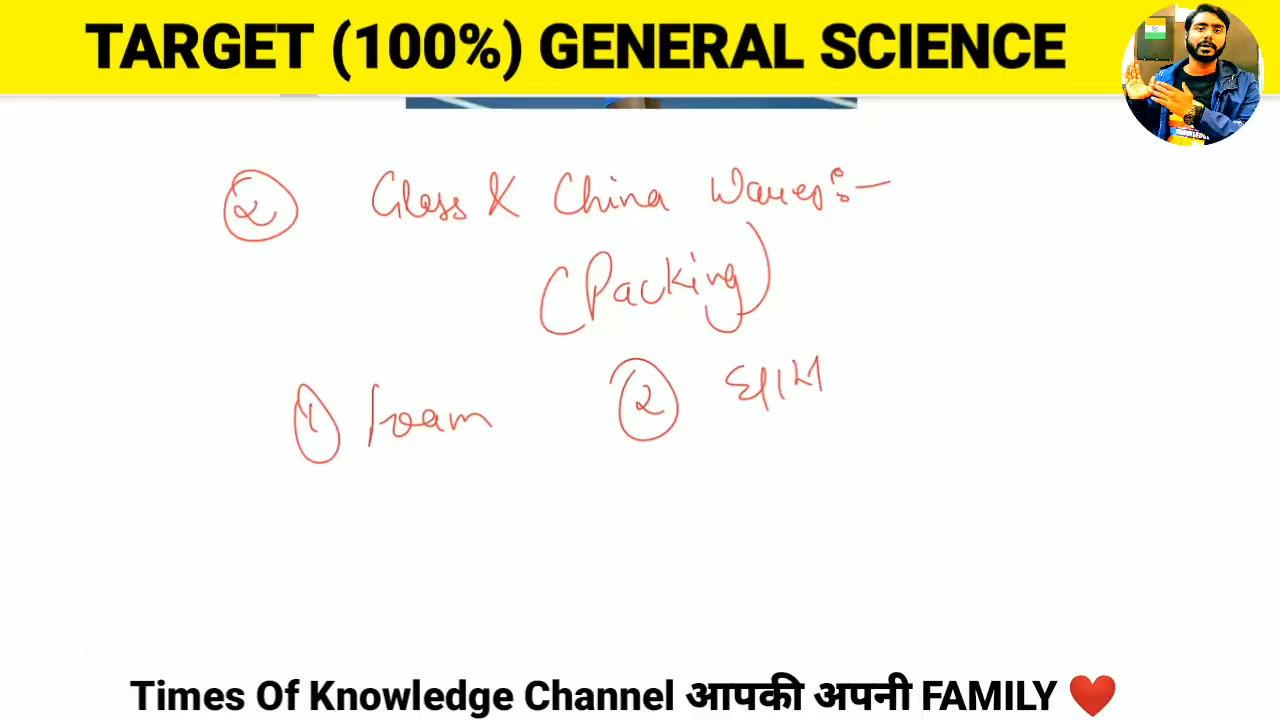 TARGET (100%) GENERAL SCIENCE
② Glass & China Wares:-
(Packing)
① Foam ② घास
Times Of Knowledge Channel आपकी अपनी FAMILY ❤️